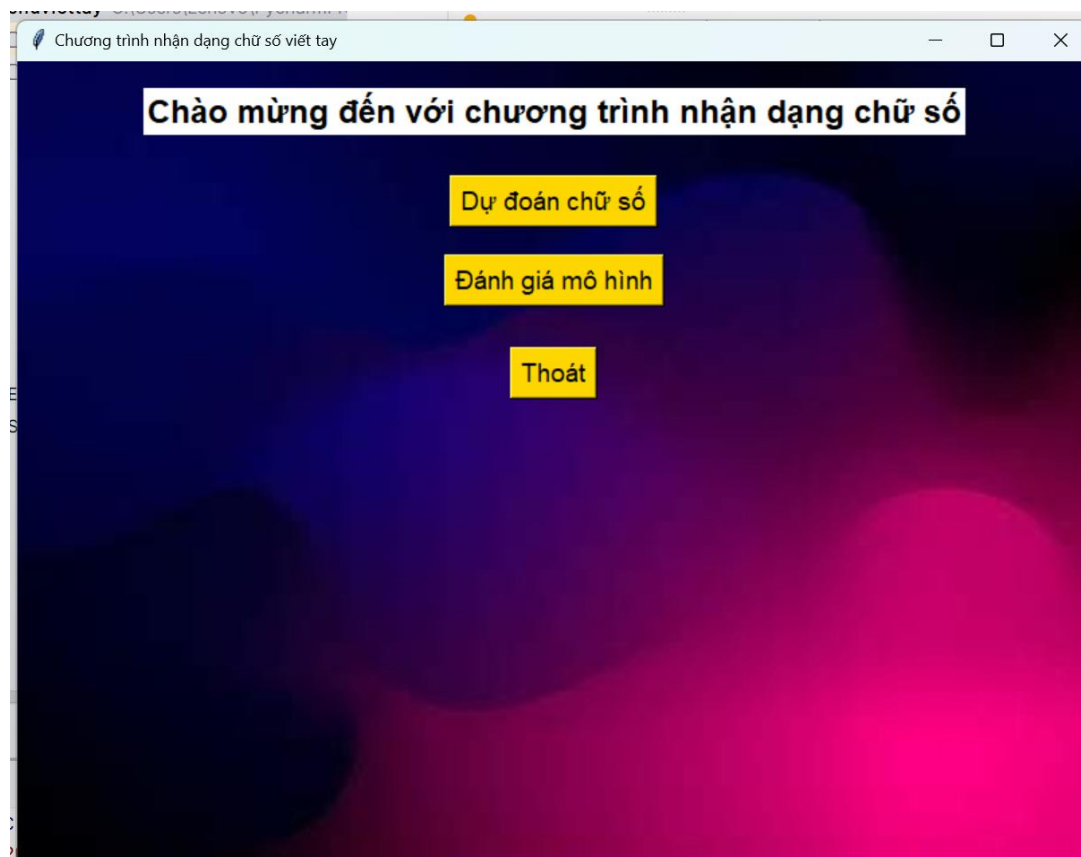 Chương trình nhận dạng chữ số viết tay
Chào mừng đến với chương trình nhận dạng chữ số
Dự đoán chữ số
Đánh giá mô hình
Thoát